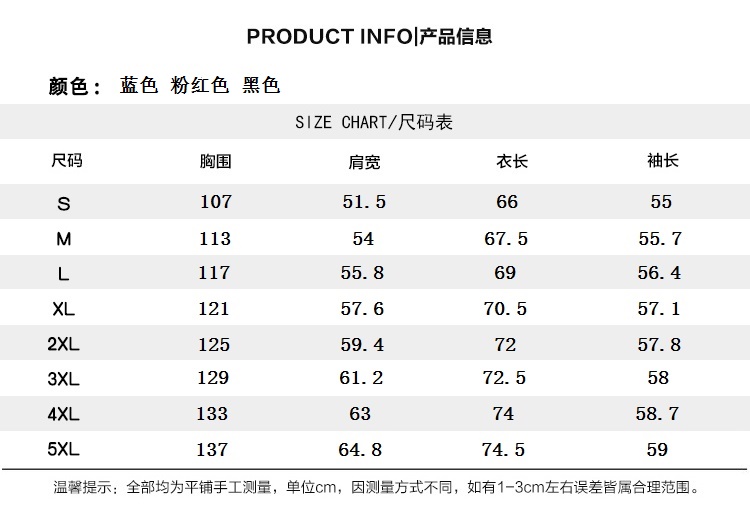 PRODUCT INFO|产品信息
颜色： 蓝色 粉红色 黑色
SIZE CHART/尺码表
尺码 胸围 肩宽 衣长 袖长
S 107 51.5 66 55
M 113 54 67.5 55.7
L 117 55.8 69 56.4
XL 121 57.6 70.5 57.1
2XL 125 59.4 72 57.8
3XL 129 61.2 72.5 58
4XL 133 63 74 58.7
5XL 137 64.8 74.5 59
温馨提示：全部均为平铺手工测量，单位cm，因测量方式不同，如有1-3cm左右误差皆属合理范围。